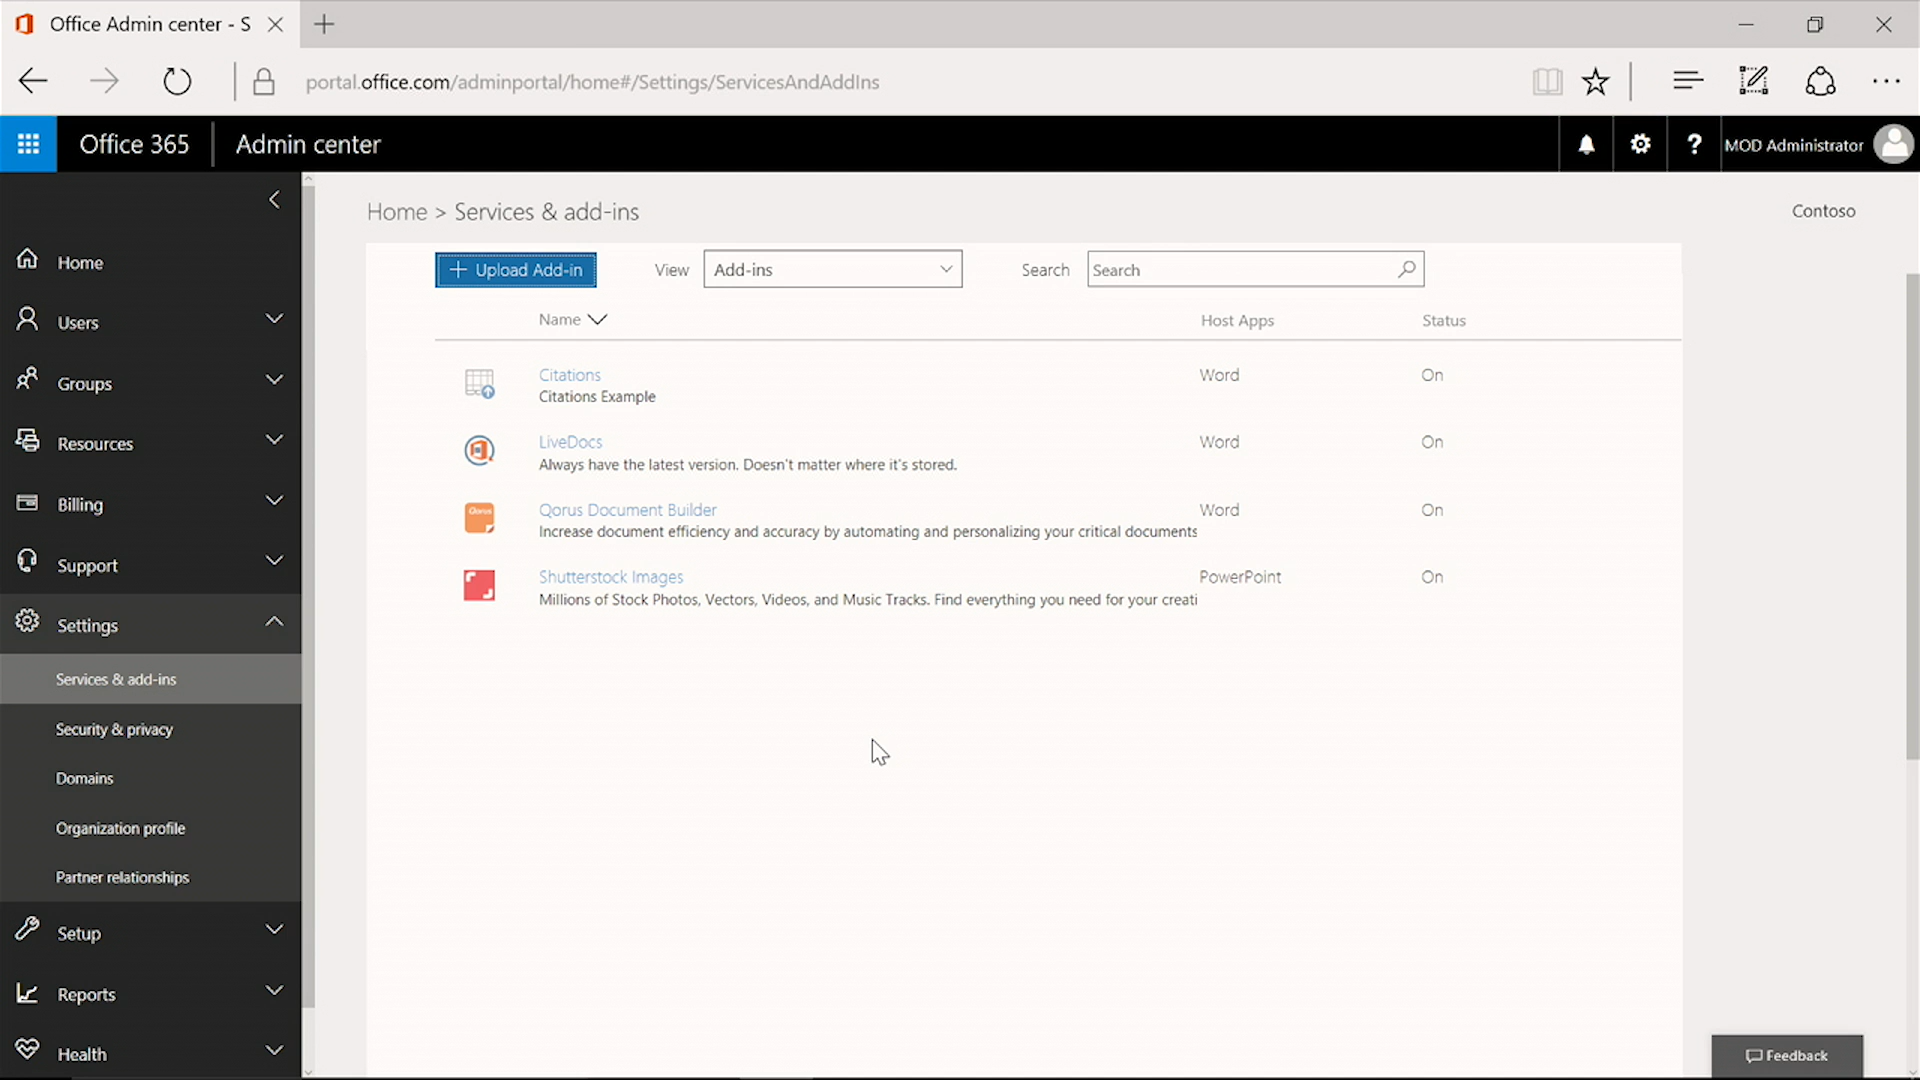 Office Admin center - S
portal.office.com/adminportal/home#/Settings/ServicesAndAddIns
Office 365
Admin center
?
MOD Administrator
Home
Users
Groups
Resources
Billing
Support
Settings
Services & add-ins
Security & privacy
Domains
Organization profile
Partner relationships
Setup
Reports
Health
Home > Services & add-ins
Contoso
+ Upload Add-in
View
Add-ins
Search
Search
Name
Host Apps
Status
Citations
Word
On
Citations Example
LiveDocs
Word
On
Always have the latest version. Doesn't matter where it's stored.
Qorus
Qorus Document Builder
Word
On
Increase document efficiency and accuracy by automating and personalizing your critical documents
Shutterstock Images
PowerPoint
On
Millions of Stock Photos, Vectors, Videos, and Music Tracks. Find everything you need for your creati
Feedback